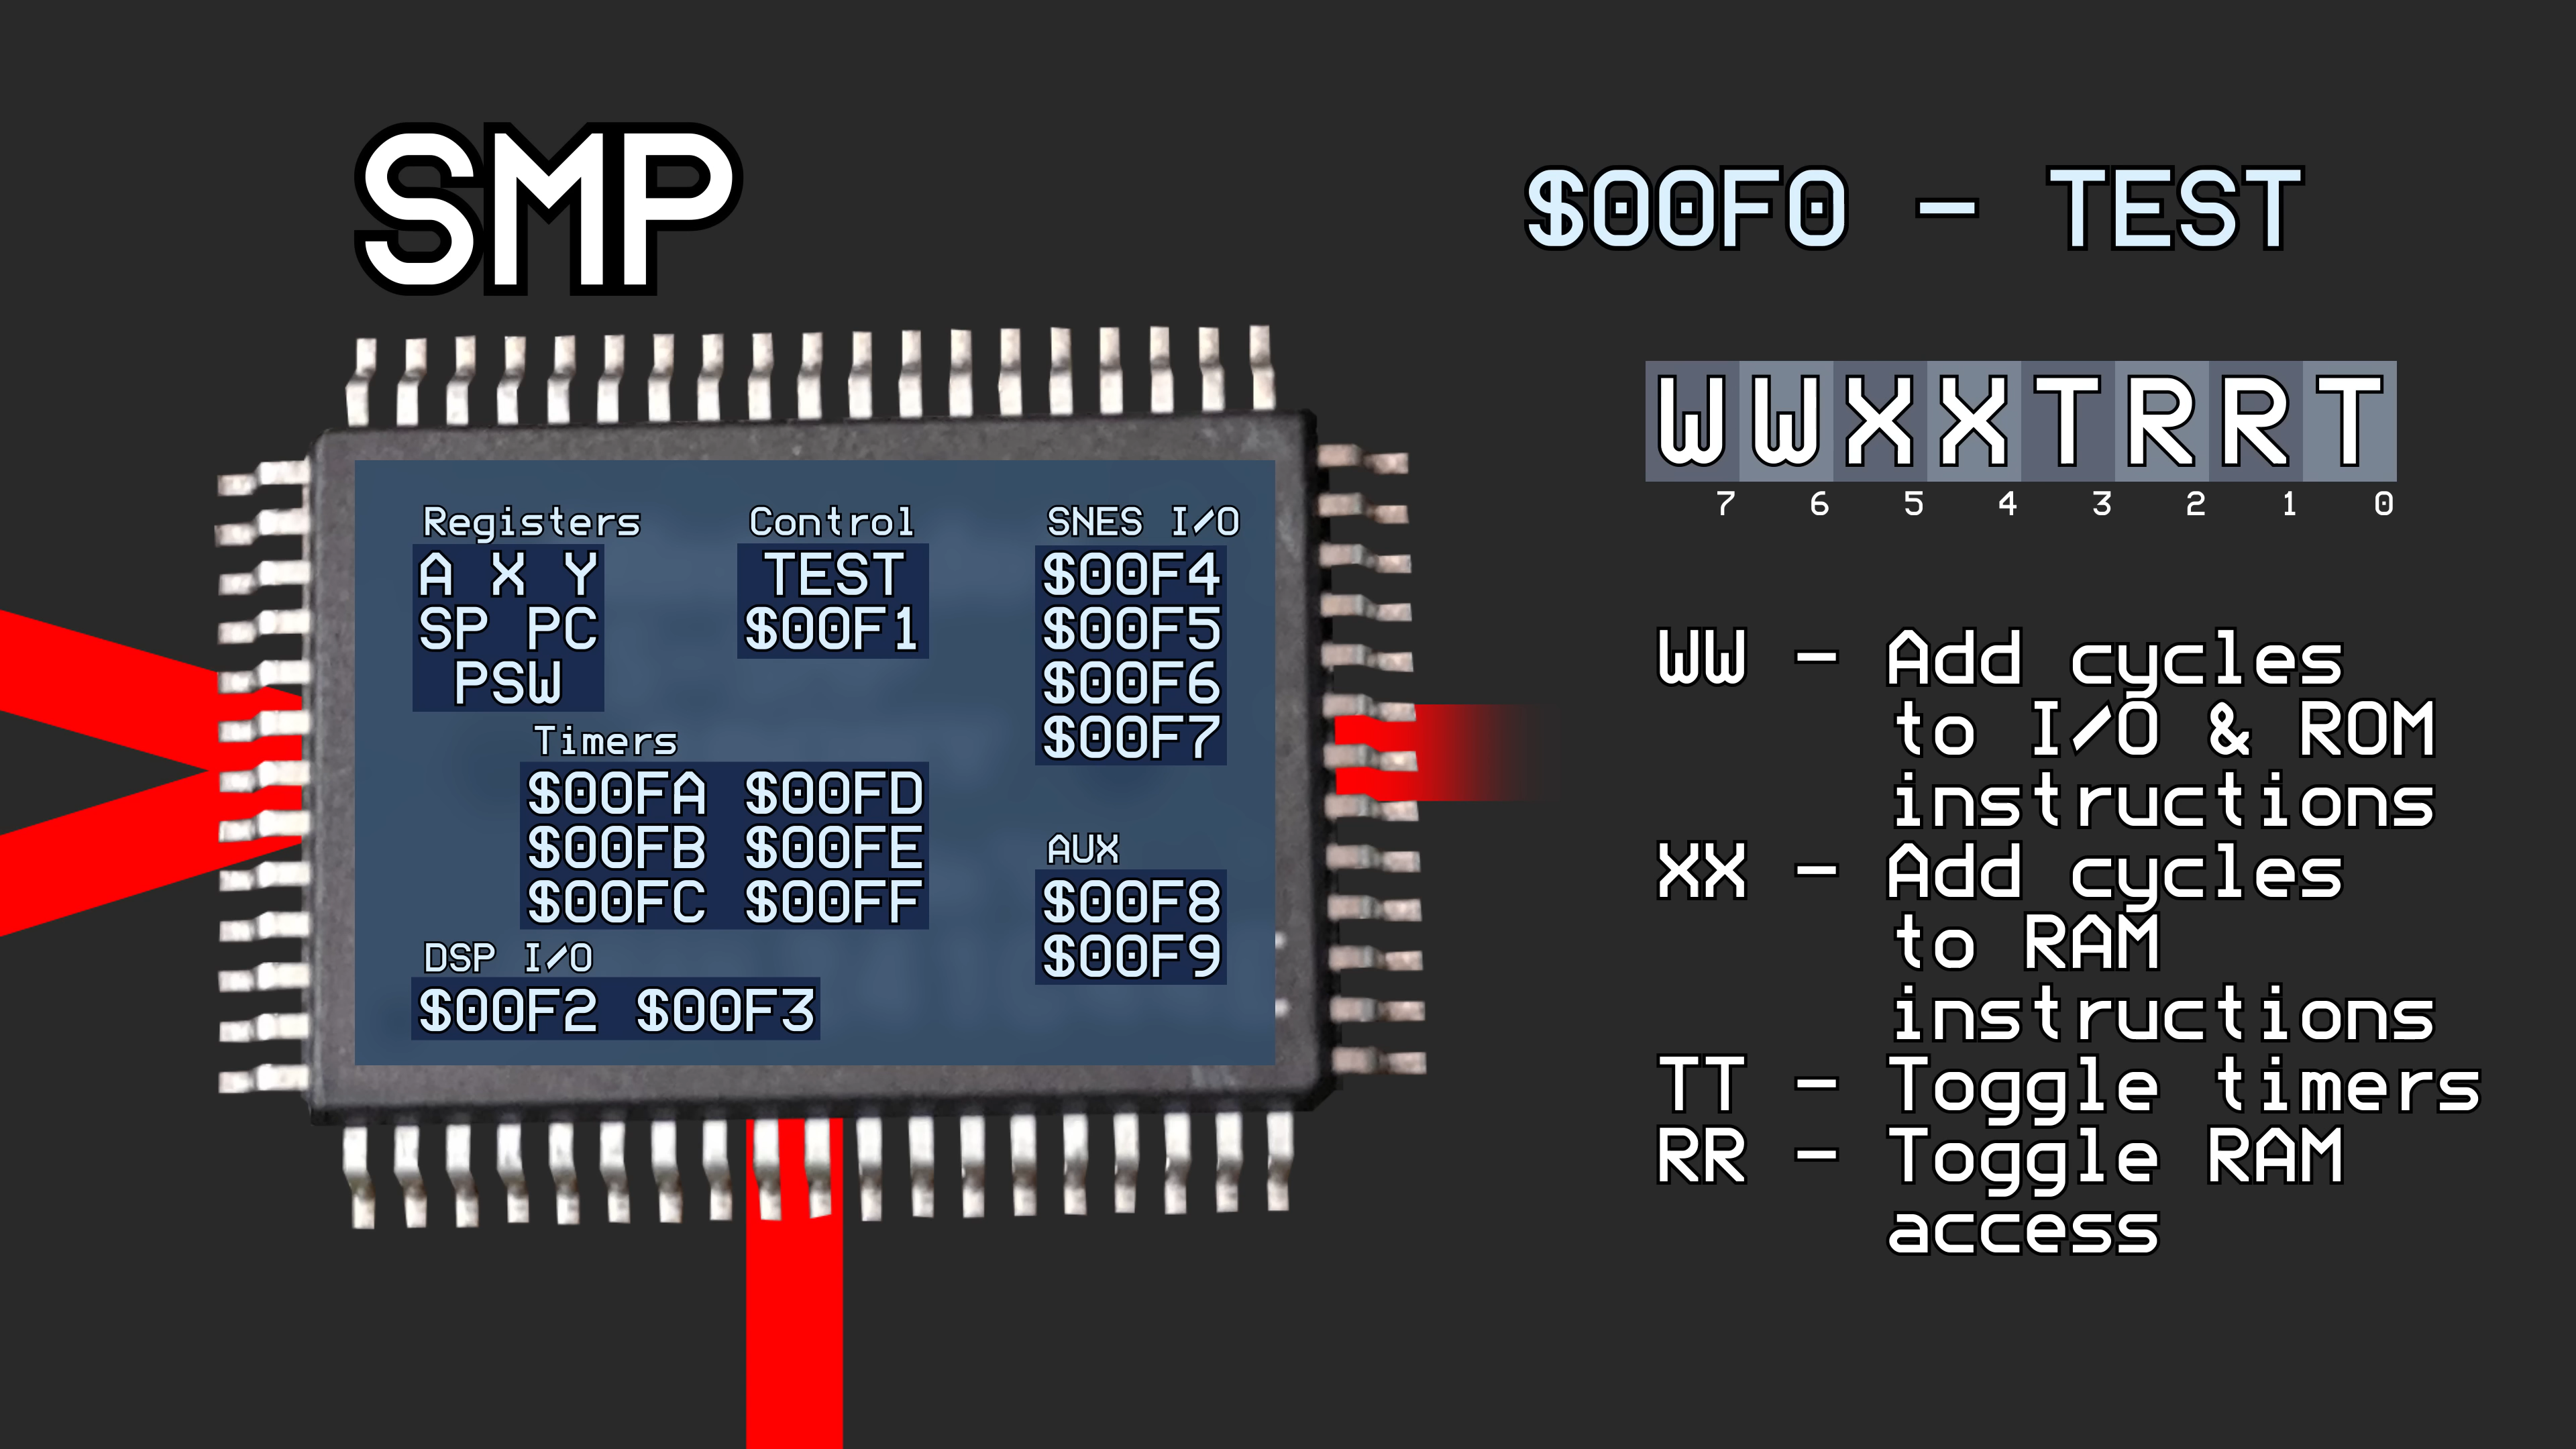 SMP
Registers
A X Y
SP PC
PSW
Control
TEST
$00F1
SNES I/O
$00F4
$00F5
$00F6
$00F7
Timers
$00FA $00FD
$00FB $00FE
$00FC $00FF
AUX
$00F8
$00F9
DSP I/O
$00F2 $00F3
$00F0 - TEST
WWXXTRRT
7 6 5 4 3 2 1 0
WW - Add cycles
to I/O & ROM
instructions
XX - Add cycles
to RAM
instructions
TT - Toggle timers
RR - Toggle RAM
access